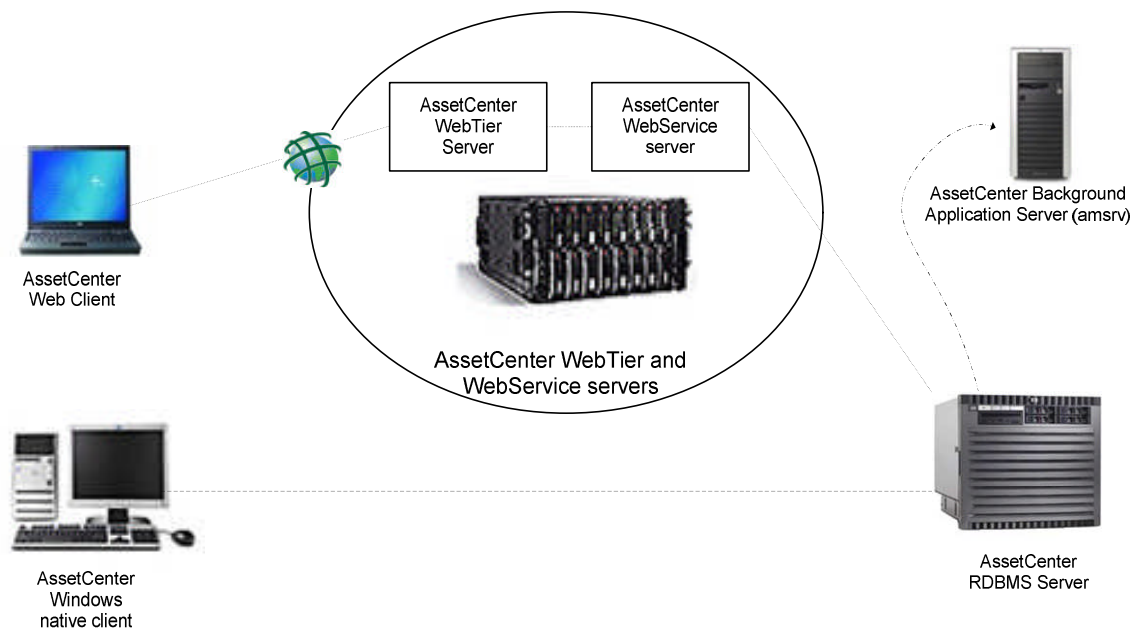 AssetCenter
WebTier
Server
AssetCenter
WebService
server
AssetCenter Background
Application Server (amsrv)
AssetCenter
Web Client
AssetCenter WebTier and
WebService servers
AssetCenter
Windows
native client
AssetCenter
RDBMS Server